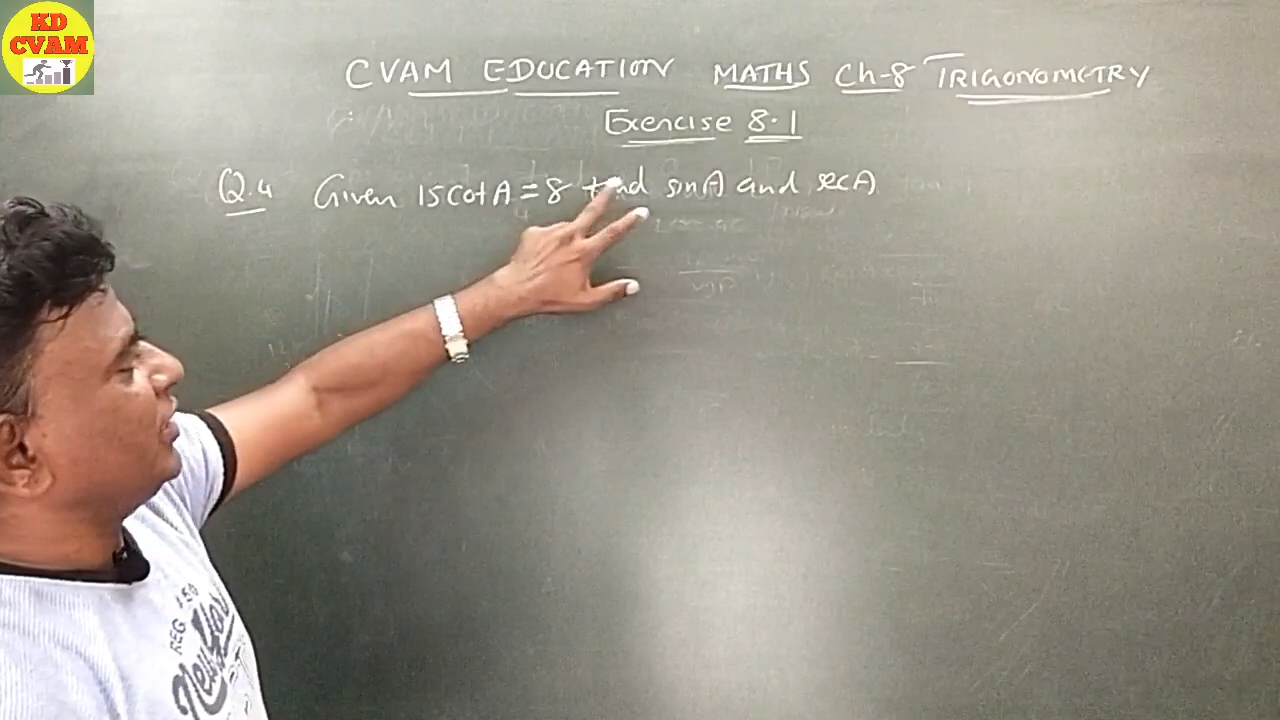 KD
CVAM
CVAM EDUCATION MATHS Ch-8 TRIGONOMETRY
Exercise 8.1
Q.4 Given 15cotA=8 find sinA and secA
REG